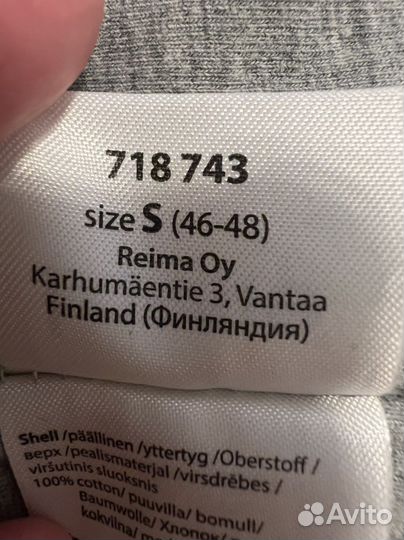 718 743
size S (46-48)
Reima Oy
Karhumäentie 3, Vantaa
Finland (Финляндия)
Shell /päällinen /yttertyg /Oberstoff /
верх /pealismaterjal /virsdrēbes /
viršutinis sluoksnis
100% cotton/ puuvilla/ bomull/
Baumwolle/ Хлопок/
kokvilna/
Avito